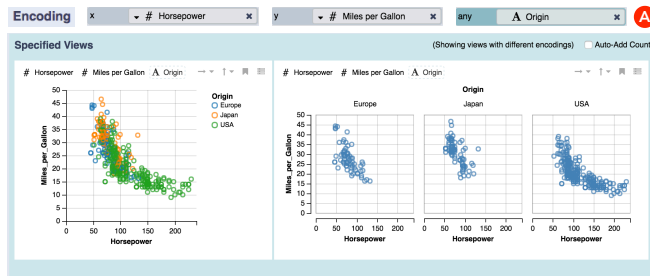 Encoding x # Horsepower × y # Miles per Gallon × any A Origin × A
Specified Views (Showing views with different encodings) Auto-Add Count
# Horsepower # Miles per Gallon A Origin
Miles_per_Gallon
50
45
40
35
30
25
20
15
10
5
0
0 50 100 150 200
Horsepower
Origin
Europe
Japan
USA
# Horsepower # Miles per Gallon A Origin
Origin
Europe Japan USA
Miles_per_Gallon
50
45
40
35
30
25
20
15
10
5
0
0 50 100 150 200 0 50 100 150 200 0 50 100 150 200
Horsepower Horsepower Horsepower